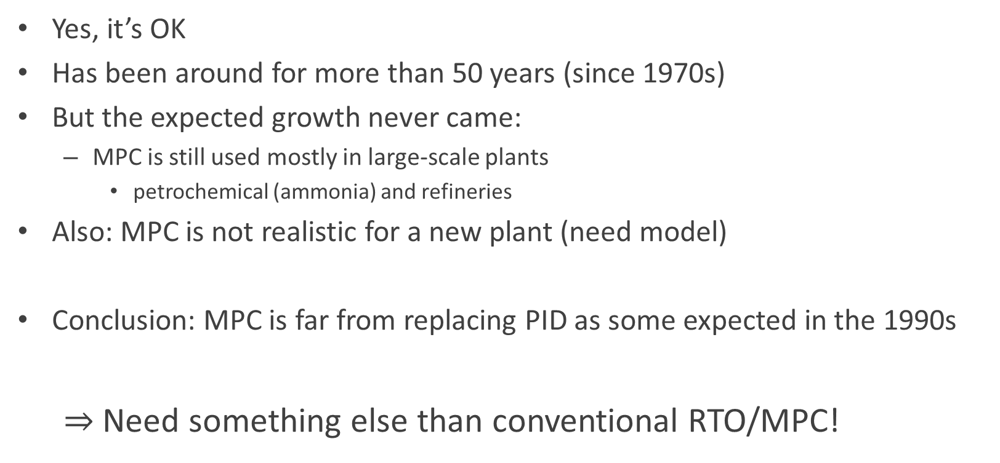 • Yes, it’s OK
• Has been around for more than 50 years (since 1970s)
• But the expected growth never came:
– MPC is still used mostly in large-scale plants
• petrochemical (ammonia) and refineries
• Also: MPC is not realistic for a new plant (need model)
• Conclusion: MPC is far from replacing PID as some expected in the 1990s
⇒ Need something else than conventional RTO/MPC!